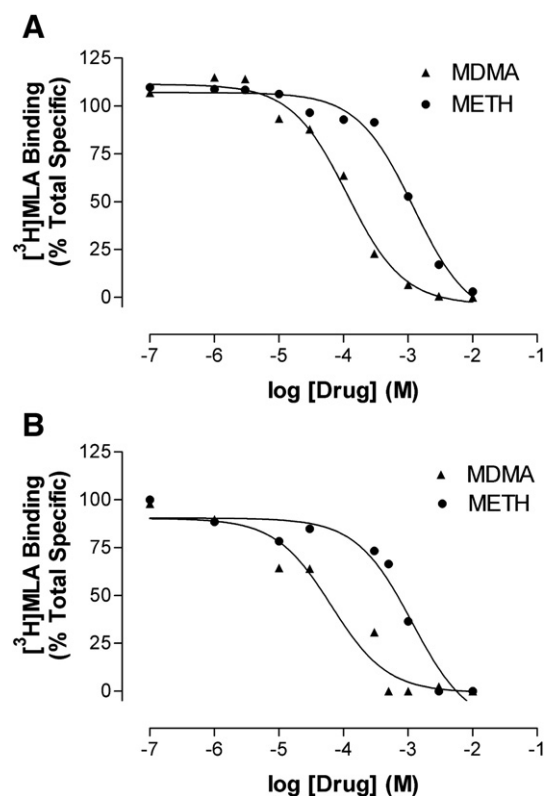 A
[³H]MLA Binding
(% Total Specific)
125
100
75
50
25
0
MDMA
METH
-7 -6 -5 -4 -3 -2 -1
log [Drug] (M)
B
[³H]MLA Binding
(% Total Specific)
125
100
75
50
25
0
MDMA
METH
-7 -6 -5 -4 -3 -2 -1
log [Drug] (M)